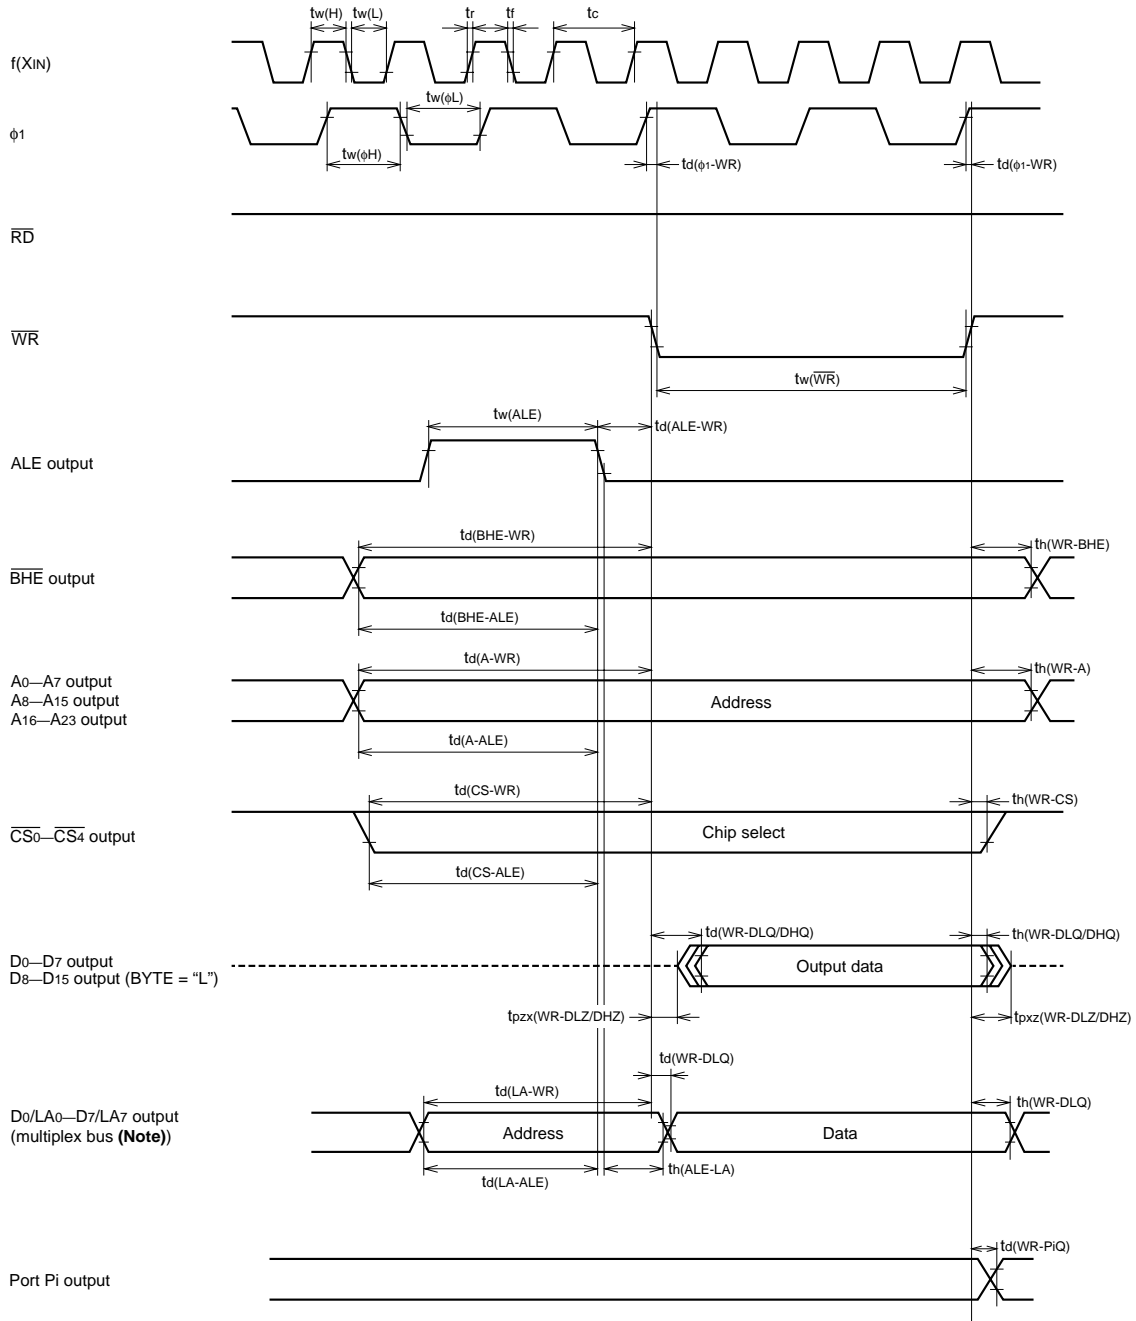 tw(H) tw(L) tr tf tc
f(XIN)
tw(ϕL)
ϕ1
tw(ϕH)
td(ϕ1-WR) td(ϕ1-WR)
RD
WR
tw(WR)
tw(ALE)
td(ALE-WR)
ALE output
td(BHE-WR)
th(WR-BHE)
BHE output
td(BHE-ALE)
td(A-WR)
th(WR-A)
A0—A7 output
A8—A15 output
Address
A16—A23 output
td(A-ALE)
td(CS-WR)
th(WR-CS)
CS0—CS4 output
Chip select
td(CS-ALE)
td(WR-DLQ/DHQ) th(WR-DLQ/DHQ)
D0—D7 output
Output data
D8—D15 output (BYTE = “L”)
tpzx(WR-DLZ/DHZ) tpxz(WR-DLZ/DHZ)
td(WR-DLQ)
td(LA-WR)
th(WR-DLQ)
D0/LA0—D7/LA7 output
(multiplex bus (Note))
Address Data
th(ALE-LA)
td(LA-ALE)
td(WR-PiQ)
Port Pi output